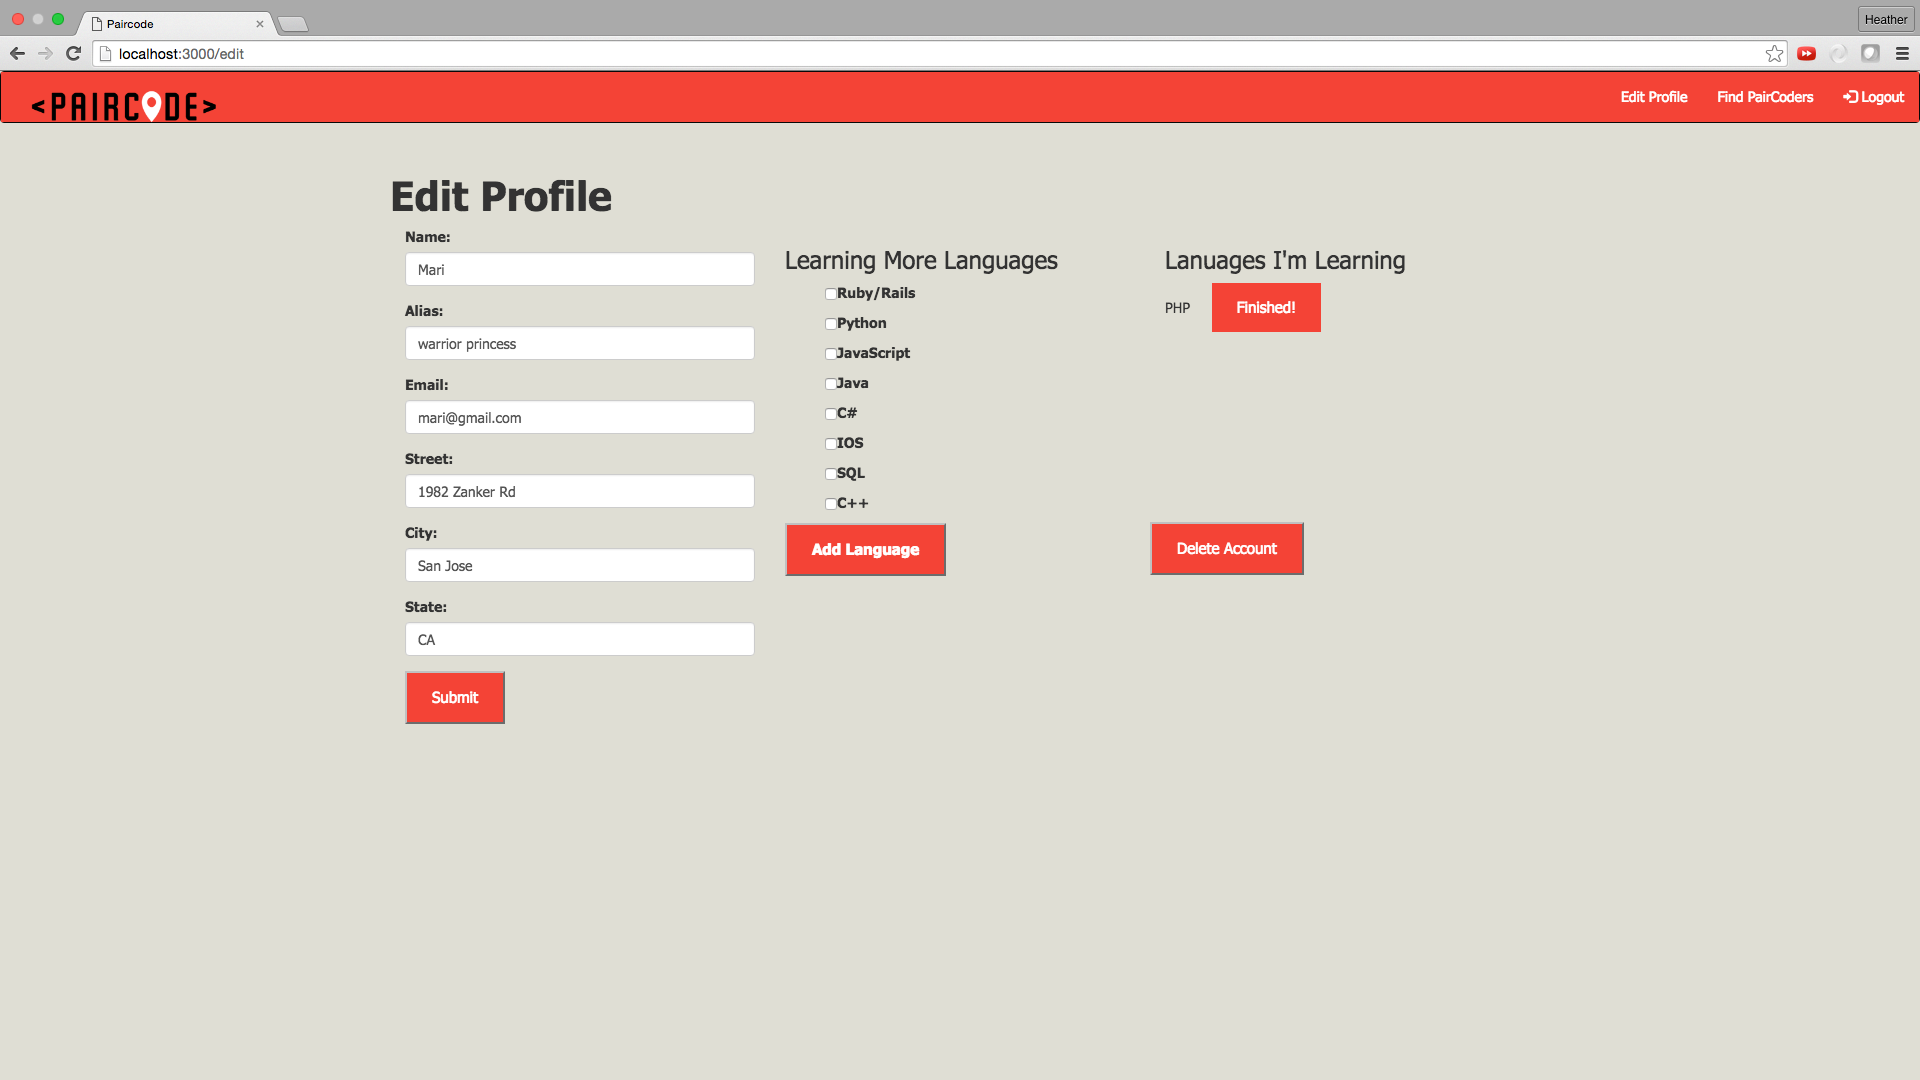 Paircode
Heather
localhost:3000/edit
<PAIRCODE>
Edit Profile
Find PairCoders
Logout
Edit Profile
Name:
Mari
Alias:
warrior princess
Email:
mari@gmail.com
Street:
1982 Zanker Rd
City:
San Jose
State:
CA
Submit
Learning More Languages
Ruby/Rails
Python
JavaScript
Java
C#
IOS
SQL
C++
Add Language
Lanuages I'm Learning
PHP Finished!
Delete Account